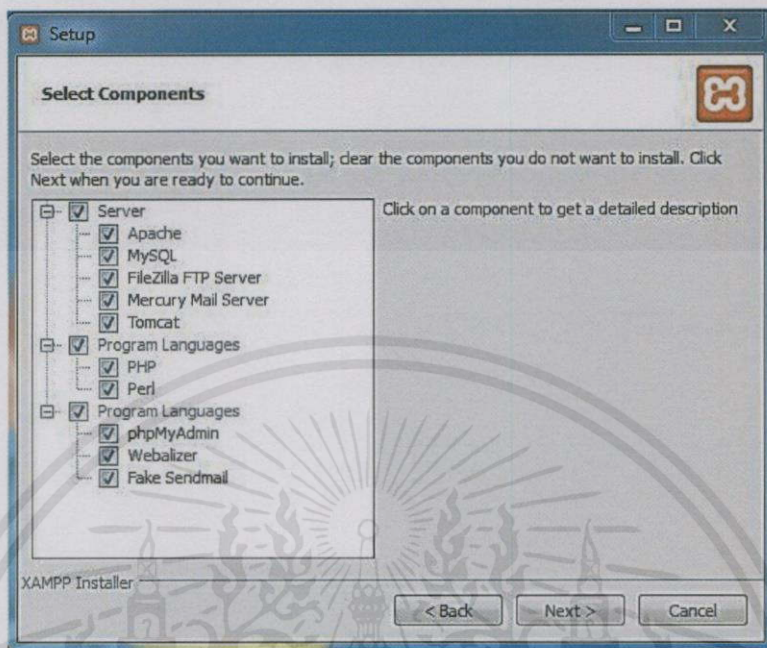 Setup
Select Components
Select the components you want to install; clear the components you do not want to install. Click
Next when you are ready to continue.
Server
Apache
MySQL
FileZilla FTP Server
Mercury Mail Server
Tomcat
Program Languages
PHP
Perl
Program Languages
phpMyAdmin
Webalizer
Fake Sendmail
Click on a component to get a detailed description
XAMPP Installer
< Back
Next >
Cancel